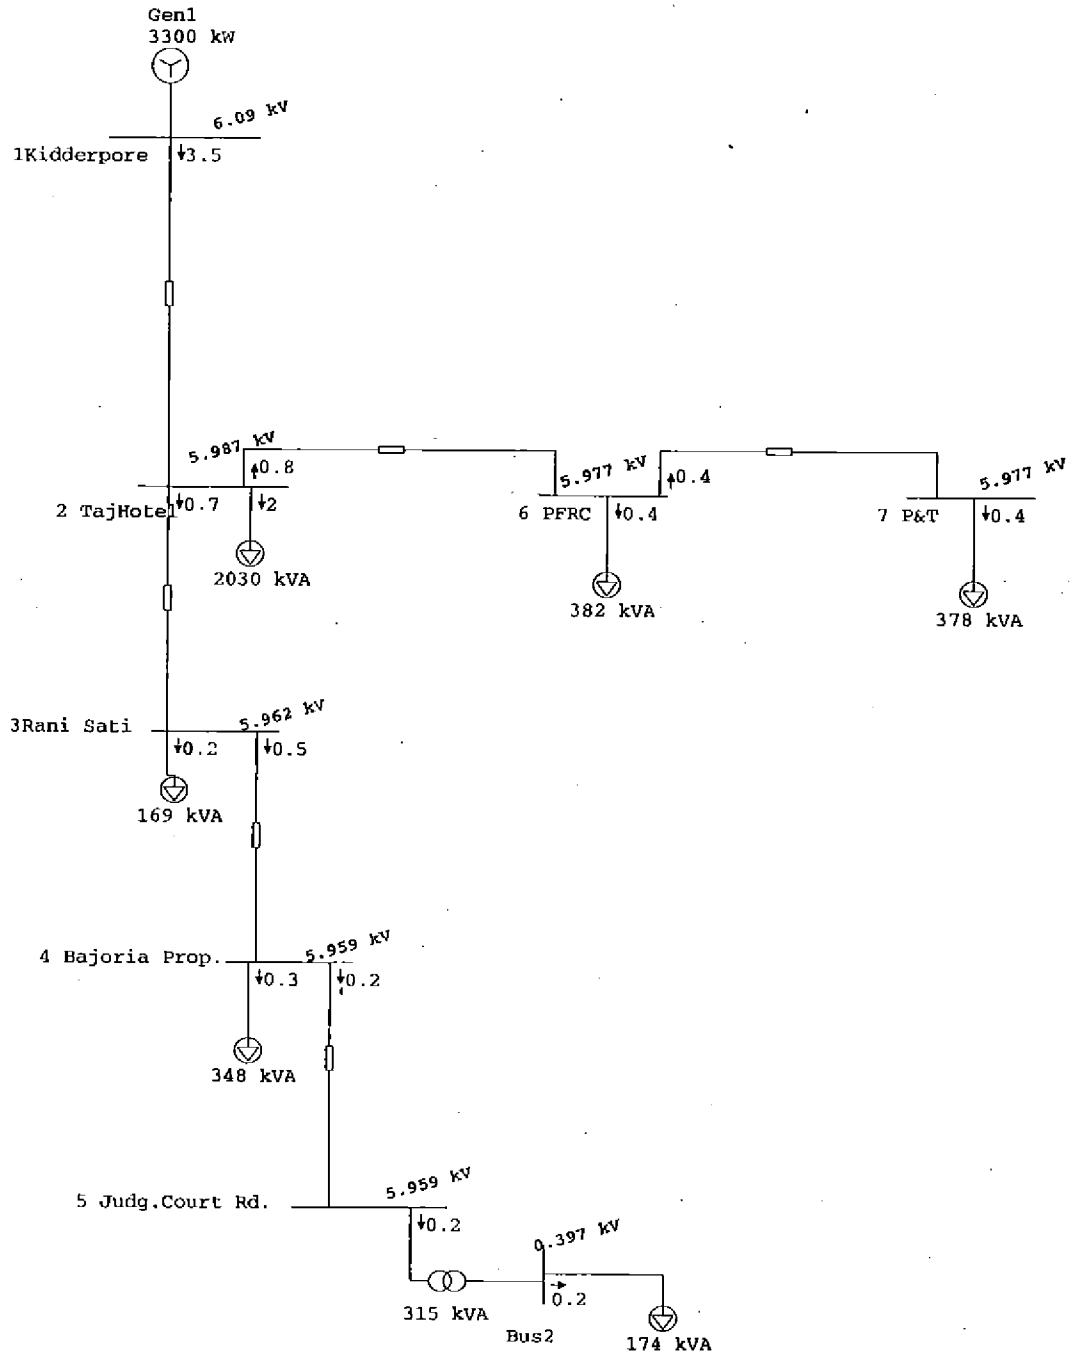 Gen1
3300 kW
6.09 kV
1Kidderpore
3.5
5.987 kV
0.8
2 TajHotel
0.7
2
2030 kVA
5.977 kV
0.4
6 PFRC
0.4
382 kVA
5.977 kV
7 P&T
0.4
378 kVA
3Rani Sati
5.962 kV
0.2
0.5
169 kVA
4 Bajoria Prop.
5.959 kV
0.3
0.2
348 kVA
5 Judg.Court Rd.
5.959 kV
0.2
0.397 kV
0.2
315 kVA
Bus2
174 kVA